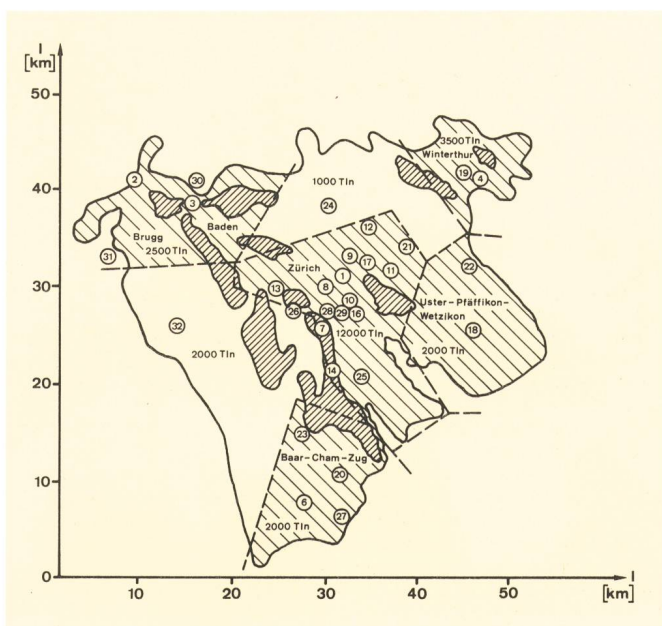 l
[km]
50
40
30
20
10
0
10
20
30
40
50
l
[km]
3500 Tln
Winterthur
19
4
1000 Tln
24
2
30
3
Baden
Brugg
2500 Tln
31
12
21
9
17
Zürich
1
11
22
13
8
10
26
28
29
16
7
12000 Tln
Uster-Pfäffikon-
Wetzikon
18
2000 Tln
32
2000 Tln
14
25
23
Baar-Cham-Zug
20
6
27
2000 Tln